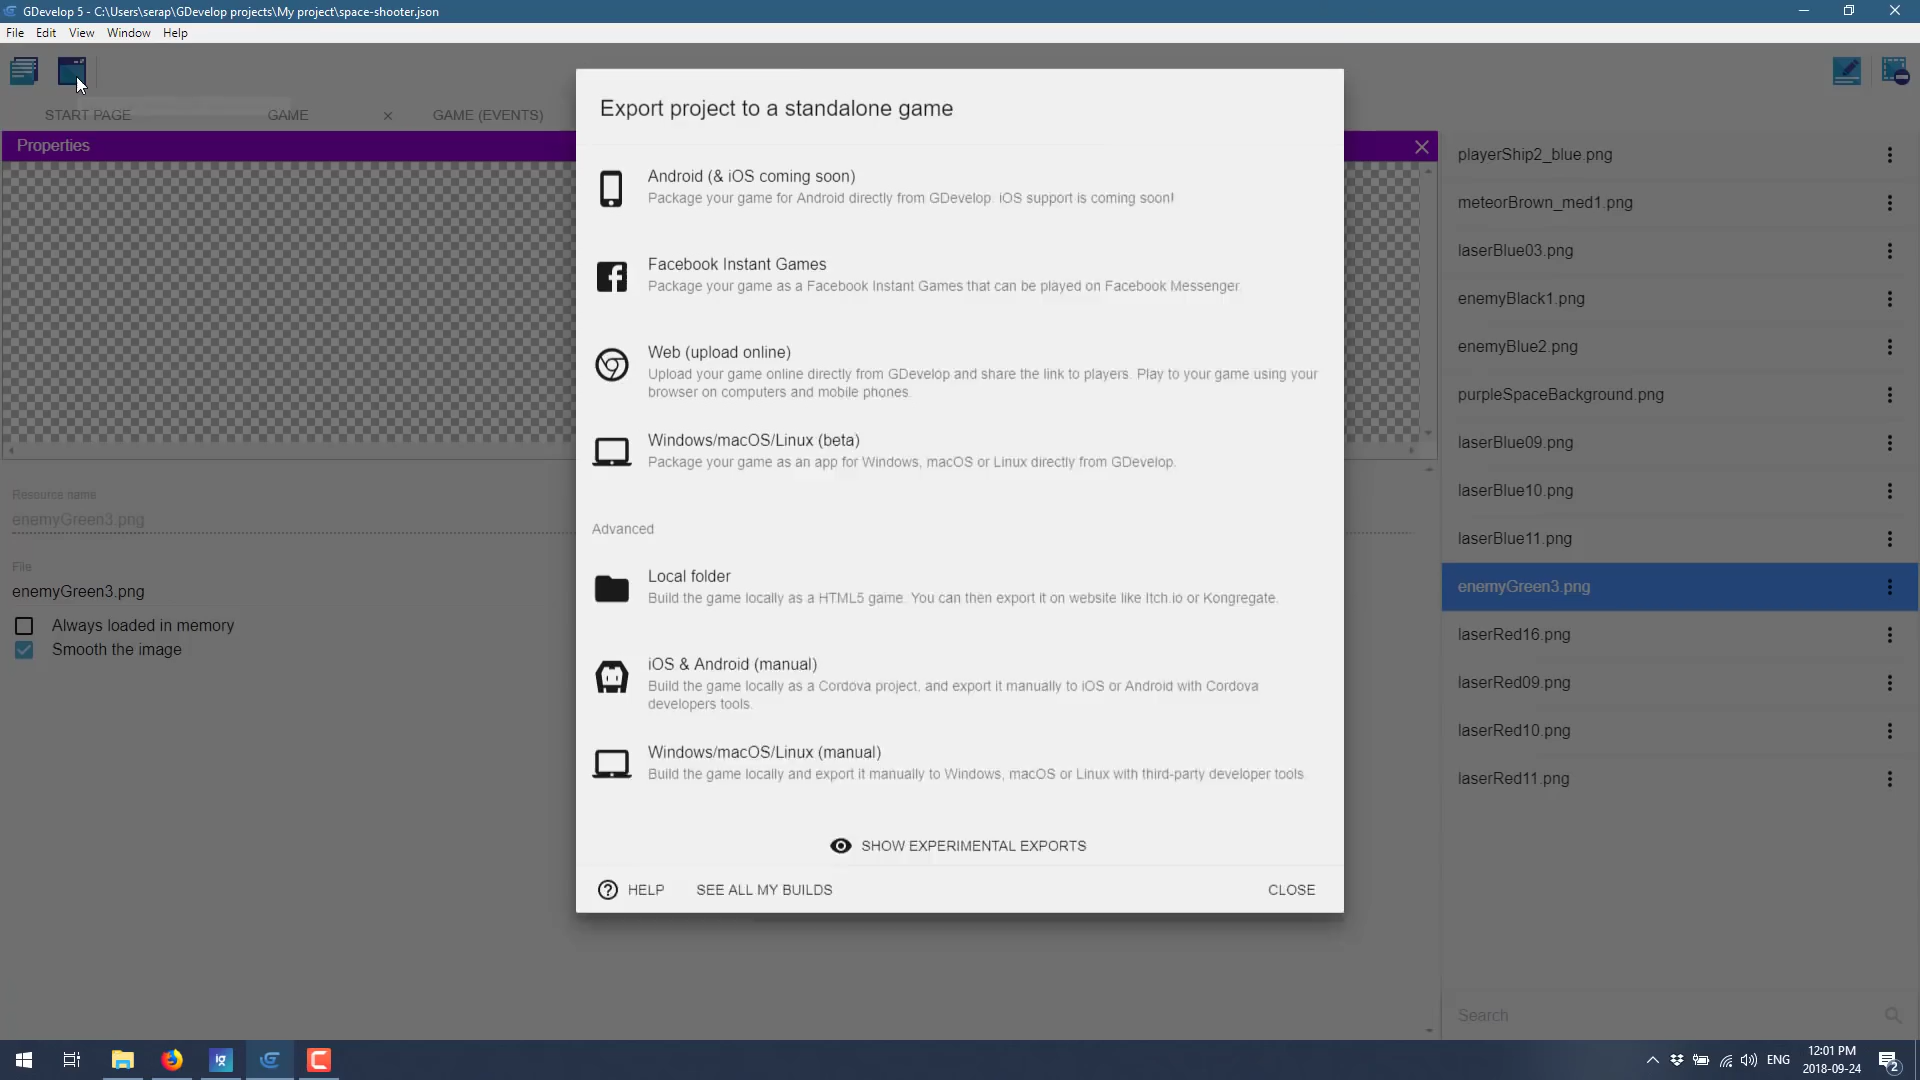 GDevelop 5 - C:\Users\serap\GDevelop projects\My project\space-shooter.json
File Edit View Window Help
START PAGE GAME × GAME (EVENTS)
Properties
Resource name
enemyGreen3.png
File
enemyGreen3.png
Always loaded in memory
Smooth the image
Export project to a standalone game
Android (& iOS coming soon)
Package your game for Android directly from GDevelop. iOS support is coming soon!
Facebook Instant Games
Package your game as a Facebook Instant Games that can be played on Facebook Messenger.
Web (upload online)
Upload your game online directly from GDevelop and share the link to players. Play to your game using your
browser on computers and mobile phones.
Windows/macOS/Linux (beta)
Package your game as an app for Windows, macOS or Linux directly from GDevelop.
Advanced
Local folder
Build the game locally as a HTML5 game. You can then export it on website like Itch.io or Kongregate.
iOS & Android (manual)
Build the game locally as a Cordova project, and export it manually to iOS or Android with Cordova
developers tools.
Windows/macOS/Linux (manual)
Build the game locally and export it manually to Windows, macOS or Linux with third-party developer tools.
SHOW EXPERIMENTAL EXPORTS
HELP SEE ALL MY BUILDS CLOSE
playerShip2_blue.png
meteorBrown_med1.png
laserBlue03.png
enemyBlack1.png
enemyBlue2.png
purpleSpaceBackground.png
laserBlue09.png
laserBlue10.png
laserBlue11.png
enemyGreen3.png
laserRed16.png
laserRed09.png
laserRed10.png
laserRed11.png
Search
ig
ENG
12:01 PM
2018-09-24
2